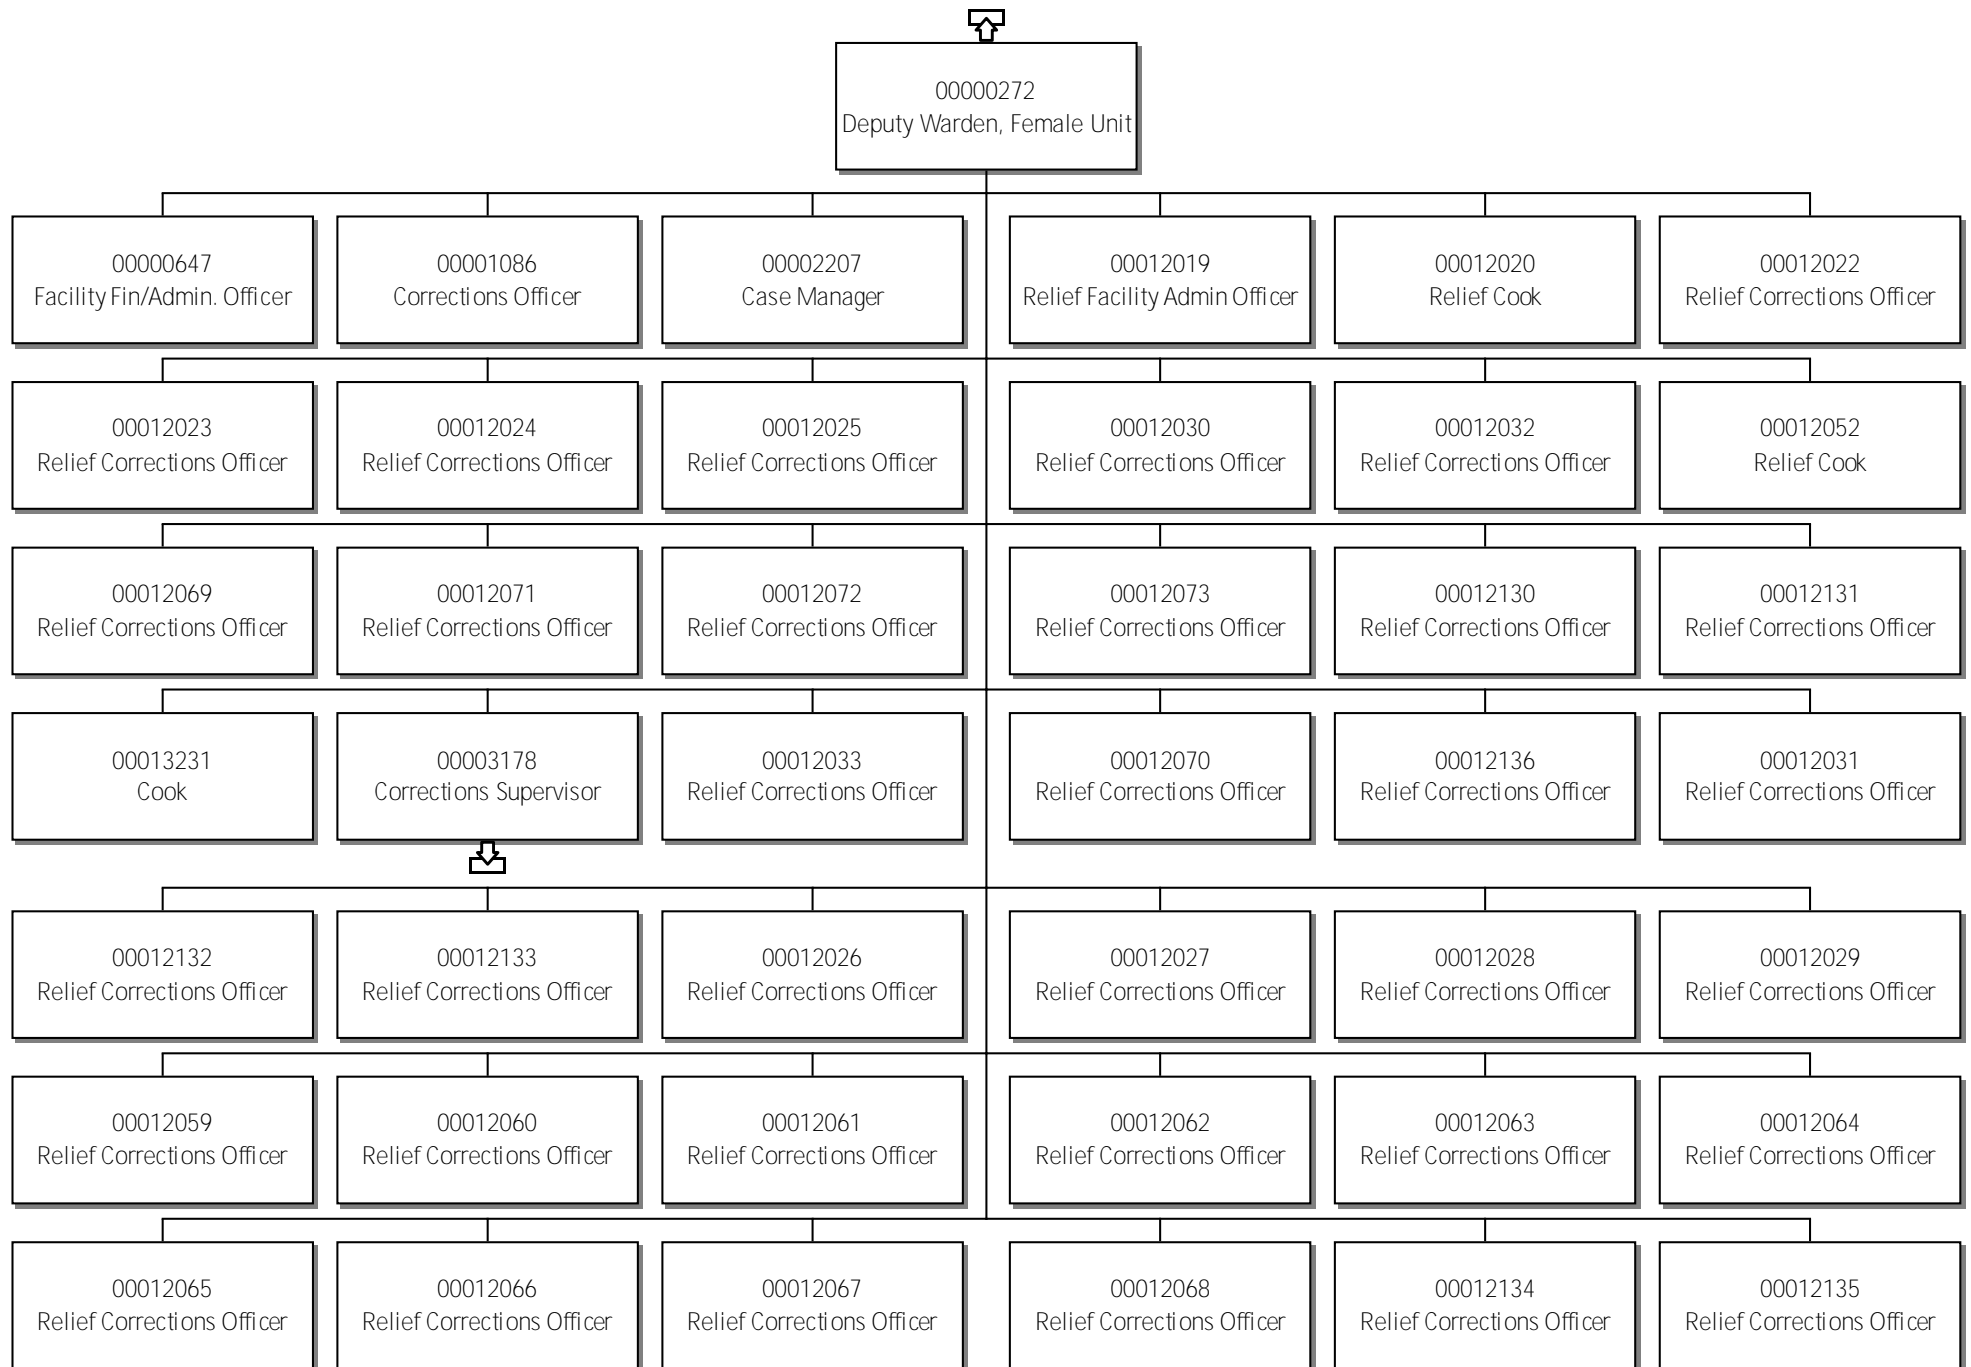 00000272
Deputy Warden, Female Unit
00000647
Facility Fin/Admin. Officer
00001086
Corrections Officer
00002207
Case Manager
00012019
Relief Facility Admin Officer
00012020
Relief Cook
00012022
Relief Corrections Officer
00012023
Relief Corrections Officer
00012024
Relief Corrections Officer
00012025
Relief Corrections Officer
00012030
Relief Corrections Officer
00012032
Relief Corrections Officer
00012052
Relief Cook
00012069
Relief Corrections Officer
00012071
Relief Corrections Officer
00012072
Relief Corrections Officer
00012073
Relief Corrections Officer
00012130
Relief Corrections Officer
00012131
Relief Corrections Officer
00013231
Cook
00003178
Corrections Supervisor
00012033
Relief Corrections Officer
00012070
Relief Corrections Officer
00012136
Relief Corrections Officer
00012031
Relief Corrections Officer
00012132
Relief Corrections Officer
00012133
Relief Corrections Officer
00012026
Relief Corrections Officer
00012027
Relief Corrections Officer
00012028
Relief Corrections Officer
00012029
Relief Corrections Officer
00012059
Relief Corrections Officer
00012060
Relief Corrections Officer
00012061
Relief Corrections Officer
00012062
Relief Corrections Officer
00012063
Relief Corrections Officer
00012064
Relief Corrections Officer
00012065
Relief Corrections Officer
00012066
Relief Corrections Officer
00012067
Relief Corrections Officer
00012068
Relief Corrections Officer
00012134
Relief Corrections Officer
00012135
Relief Corrections Officer